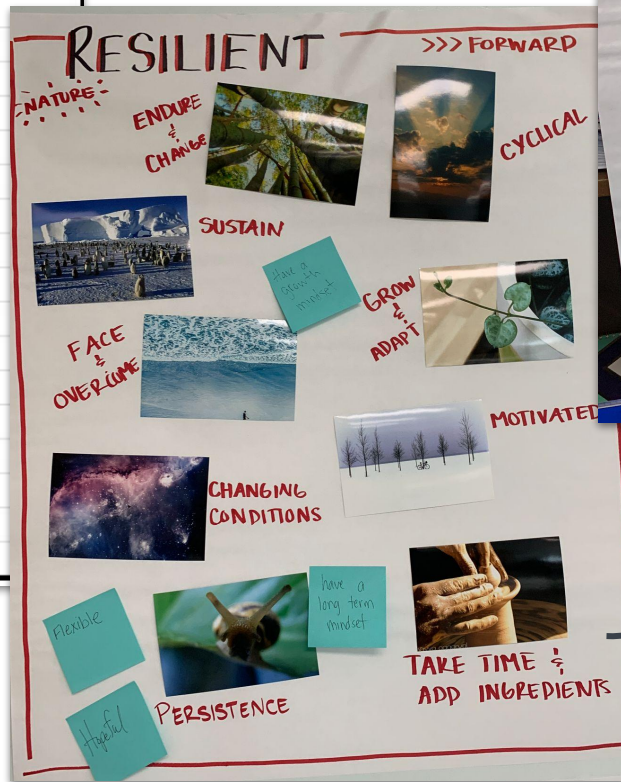 RESILIENT
>>> FORWARD
NATURE
ENDURE
&
CHANGE
CYCLICAL
SUSTAIN
Have a
growth
mindset
GROW
&
ADAPT
FACE
&
OVERCOME
MOTIVATED
CHANGING
CONDITIONS
Flexible
have a
long term
mindset
TAKE TIME &
ADD INGREDIENTS
PERSISTENCE
Hopeful